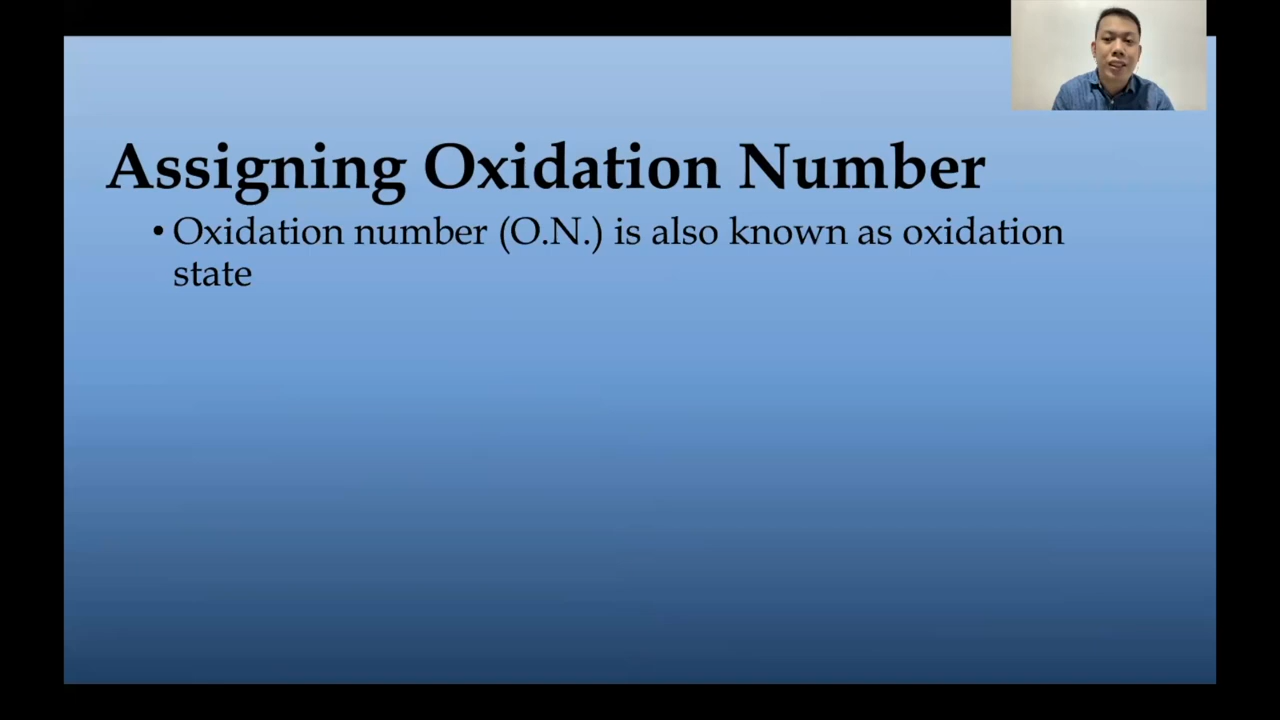 Assigning Oxidation Number
• Oxidation number (O.N.) is also known as oxidation
state